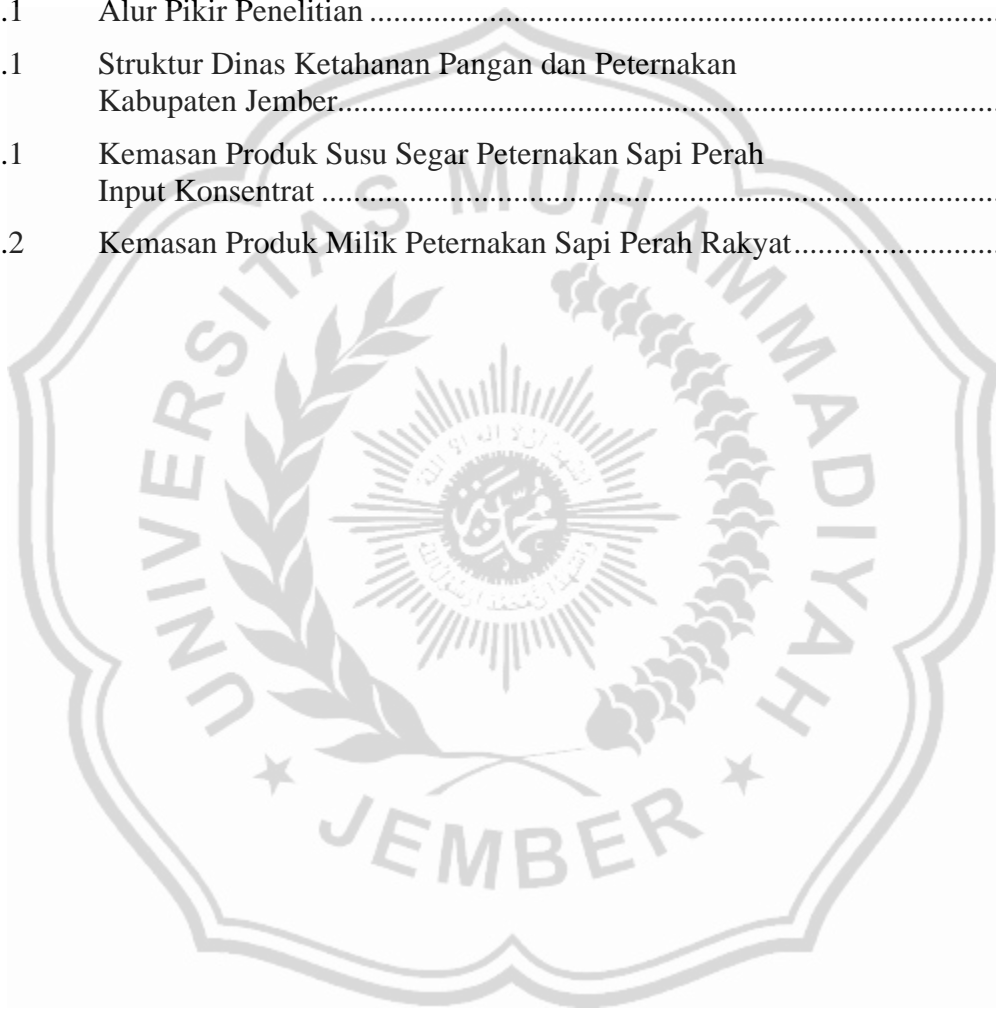 .1 Alur Pikir Penelitian ..........................................................................
.1 Struktur Dinas Ketahanan Pangan dan Peternakan
Kabupaten Jember..............................................................................
.1 Kemasan Produk Susu Segar Peternakan Sapi Perah
Input Konsentrat ................................................................................
.2 Kemasan Produk Milik Peternakan Sapi Perah Rakyat.......................
UNIVERSITAS MUHAMMADIYAH
JEMBER